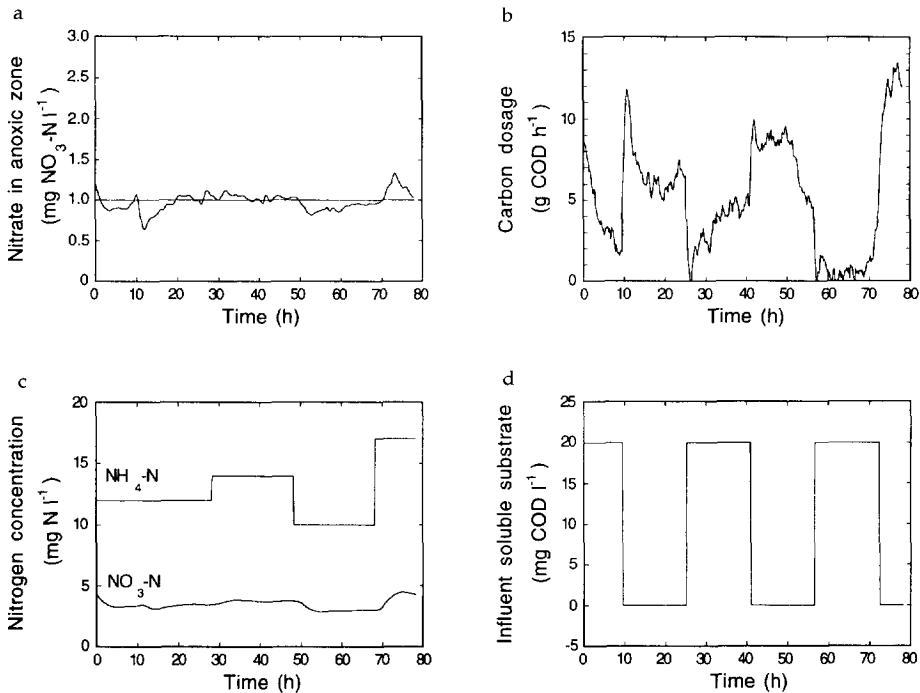 a
Nitrate in anoxic zone
(mg NO3-N l-1)
3.0
2.5
2.0
1.5
1.0
0.5
0
0 10 20 30 40 50 60 70 80
Time (h)
b
Carbon dosage
(g COD h-1)
15
10
5
0
0 10 20 30 40 50 60 70 80
Time (h)
c
Nitrogen concentration
(mg N l-1)
20
15
10
5
0
NH4-N
NO3-N
0 10 20 30 40 50 60 70 80
Time (h)
d
Influent soluble substrate
(mg COD l-1)
25
20
15
10
5
0
-5
0 10 20 30 40 50 60 70 80
Time (h)